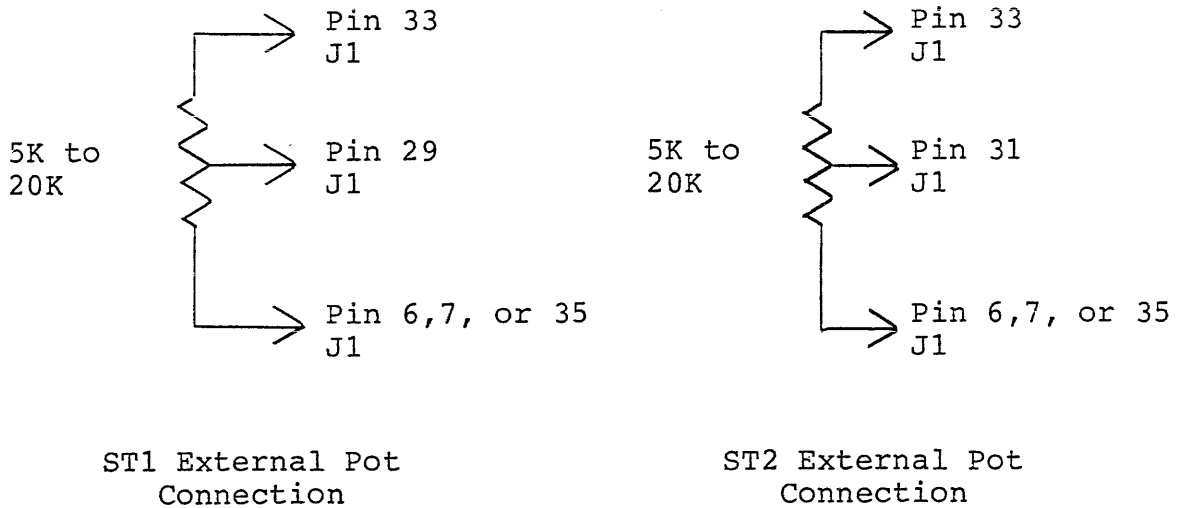 Pin 33
J1
5K to
20K
Pin 29
J1
Pin 6,7, or 35
J1
ST1 External Pot
Connection
Pin 33
J1
5K to
20K
Pin 31
J1
Pin 6,7, or 35
J1
ST2 External Pot
Connection